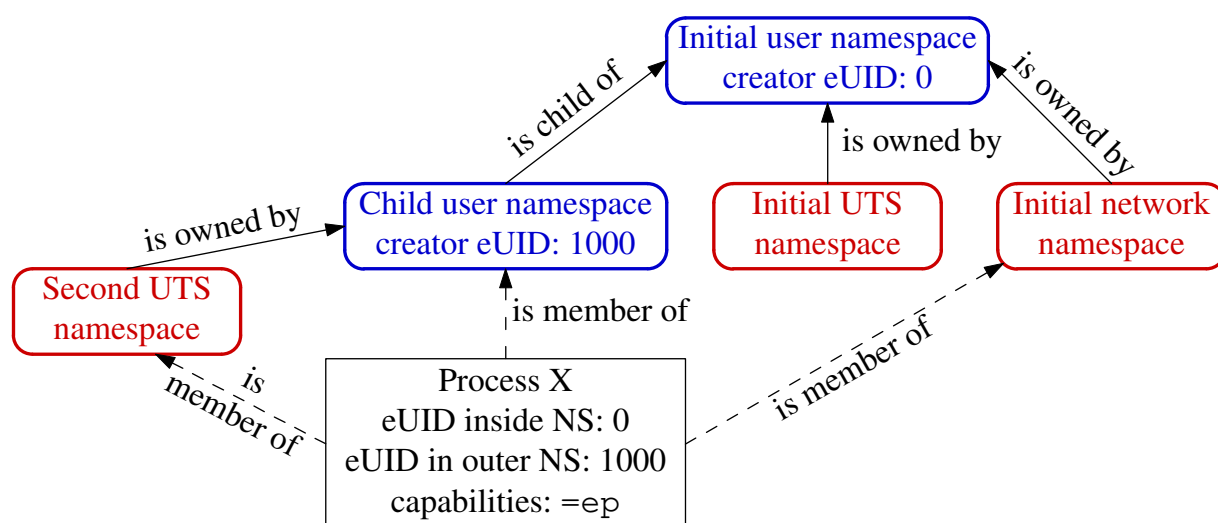 Initial user namespace
creator eUID: 0
is child of
is owned by
is owned by
Child user namespace
creator eUID: 1000
Initial UTS
namespace
Initial network
namespace
is owned by
Second UTS
namespace
is member of
is
member of
is member of
Process X
eUID inside NS: 0
eUID in outer NS: 1000
capabilities: =ep